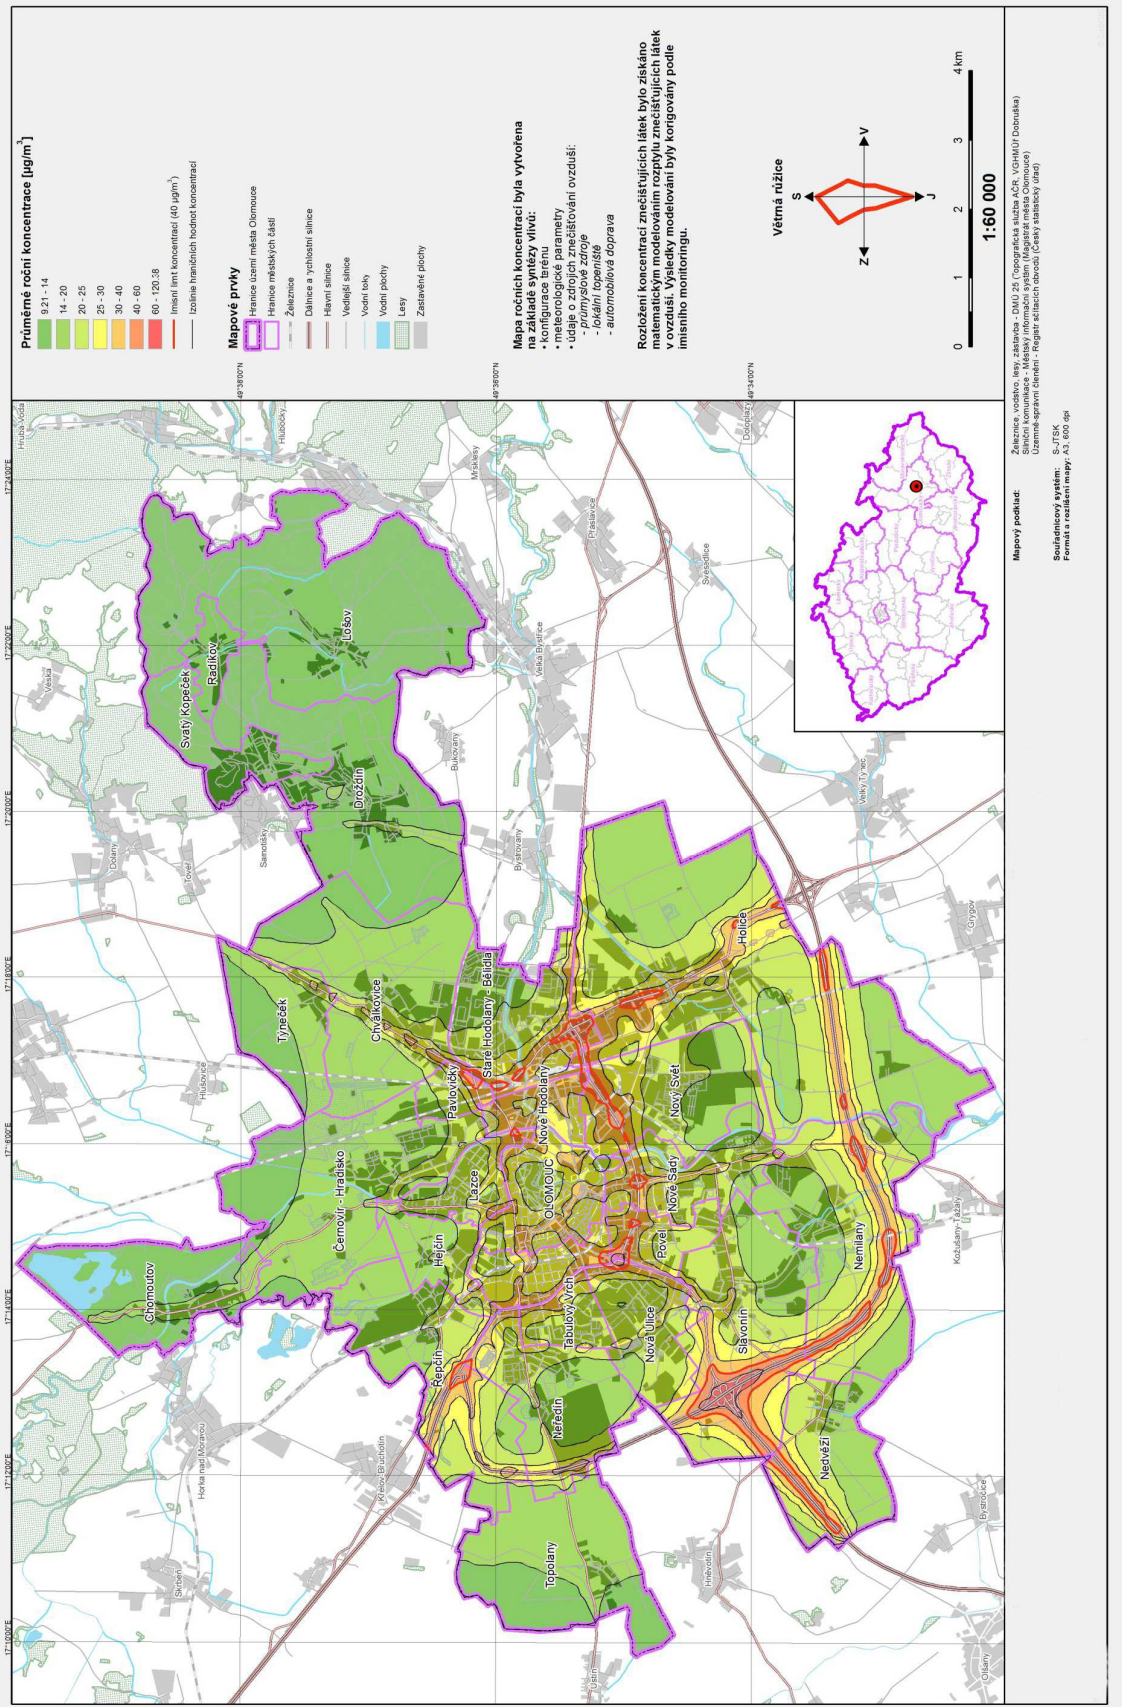 Průměrné roční koncentrace [µg/m³]
9.21 - 14
14 - 20
20 - 25
25 - 30
30 - 40
40 - 60
60 - 120.38
Imisní limit koncentrací (40 µg/m³)
Izolinie hraničních hodnot koncentrací
Mapové prvky
Hranice území města Olomouce
Hranice městských částí
Železnice
Dálnice a rychlostní silnice
Hlavní silnice
Vedlejší silnice
Vodní toky
Vodní plochy
Lesy
Zastavěné plochy
Mapa ročních koncentrací byla vytvořena
na základě syntézy vlivů:
• konfigurace terénu
• meteorologické parametry
• údaje o zdrojích znečišťování ovzduší:
- průmyslové zdroje
- lokální topeniště
- automobilová doprava
Rozložení koncentrací znečišťujících látek bylo získáno
matematickým modelováním rozptylu znečišťujících látek
v ovzduší. Výsledky modelování byly korigovány podle
imisního monitoringu.
Větrná růžice
S
Z
V
J
1:60 000
0
1
2
3
4 km
17°10'00"E
17°12'00"E
17°14'00"E
17°16'00"E
17°18'00"E
17°20'00"E
17°22'00"E
17°24'00"E
49°38'00"N
49°36'00"N
49°34'00"N
Hrubá Voda
Hlubočky
Mrsklesy
Doloplazy
Přáslavice
Svésedlice
Véska
Svatý Kopeček
Radíkov
Lošov
Velká Bystřice
Bukovany
Dolany
Tovéř
Samotišky
Droždín
Bystrovany
Velký Týnec
Grygov
Holice
Týneček
Chválkovice
Staré Hodolany - Bělidla
Pavlovičky
Nové Hodolany
Nový Svět
Hlušovice
Černovír - Hradisko
Lazce
OLOMOUC
Nové Sady
Hejčín
Povel
Nemilany
Kožušany-Tážaly
Chomoutov
Tabulový Vrch
Nová Ulice
Slavonín
Řepčín
Neředín
Nedvězí
Horka nad Moravou
Křelov-Břuchotín
Skrbeň
Topolany
Hněvotín
Bystročice
Ústín
Olšany
Mapový podklad:
Železnice, vodstvo, lesy, zástavba - DMÚ 25 (Topografická služba AČR, VGHMÚř Dobruška)
Silniční komunikace - Městský informační systém (Magistrát města Olomouce)
Územně-správní členění - Registr sčítacích obvodů (Český statistický úřad)
Souřadnicový systém: S-JTSK
Formát a rozlišení mapy: A3, 600 dpi